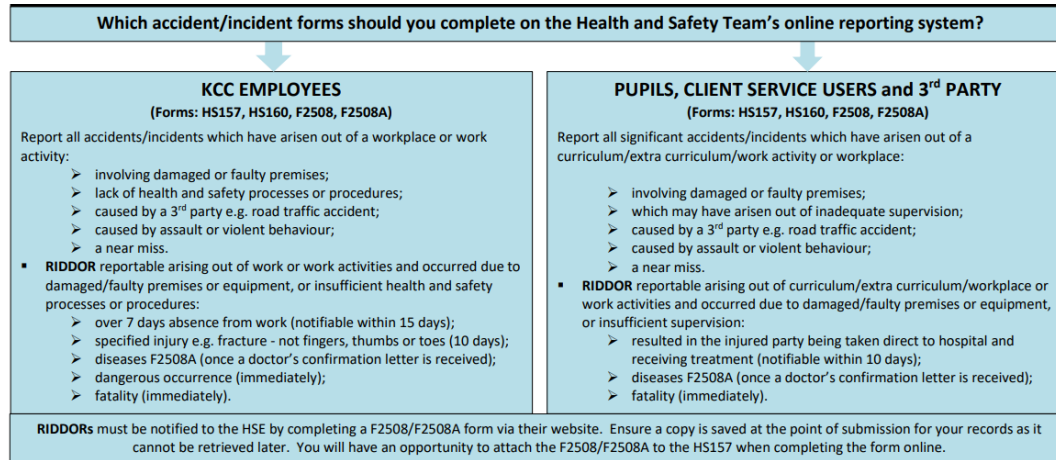 Which accident/incident forms should you complete on the Health and Safety Team's online reporting system?
KCC EMPLOYEES
(Forms: HS157, HS160, F2508, F2508A)
Report all accidents/incidents which have arisen out of a workplace or work
activity:
➢ involving damaged or faulty premises;
➢ lack of health and safety processes or procedures;
➢ caused by a 3rd party e.g. road traffic accident;
➢ caused by assault or violent behaviour;
➢ a near miss.
▪ RIDDOR reportable arising out of work or work activities and occurred due to
damaged/faulty premises or equipment, or insufficient health and safety
processes or procedures:
➢ over 7 days absence from work (notifiable within 15 days);
➢ specified injury e.g. fracture - not fingers, thumbs or toes (10 days);
➢ diseases F2508A (once a doctor's confirmation letter is received);
➢ dangerous occurrence (immediately);
➢ fatality (immediately).
PUPILS, CLIENT SERVICE USERS and 3rd PARTY
(Forms: HS157, HS160, F2508, F2508A)
Report all significant accidents/incidents which have arisen out of a
curriculum/extra curriculum/work activity or workplace:
➢ involving damaged or faulty premises;
➢ which may have arisen out of inadequate supervision;
➢ caused by a 3rd party e.g. road traffic accident;
➢ caused by assault or violent behaviour;
➢ a near miss.
▪ RIDDOR reportable arising out of curriculum/extra curriculum/workplace or
work activities and occurred due to damaged/faulty premises or equipment,
or insufficient supervision:
➢ resulted in the injured party being taken direct to hospital and
receiving treatment (notifiable within 10 days);
➢ diseases F2508A (once a doctor's confirmation letter is received);
➢ fatality (immediately).
RIDDORs must be notified to the HSE by completing a F2508/F2508A form via their website. Ensure a copy is saved at the point of submission for your records as it
cannot be retrieved later. You will have an opportunity to attach the F2508/F2508A to the HS157 when completing the form online.